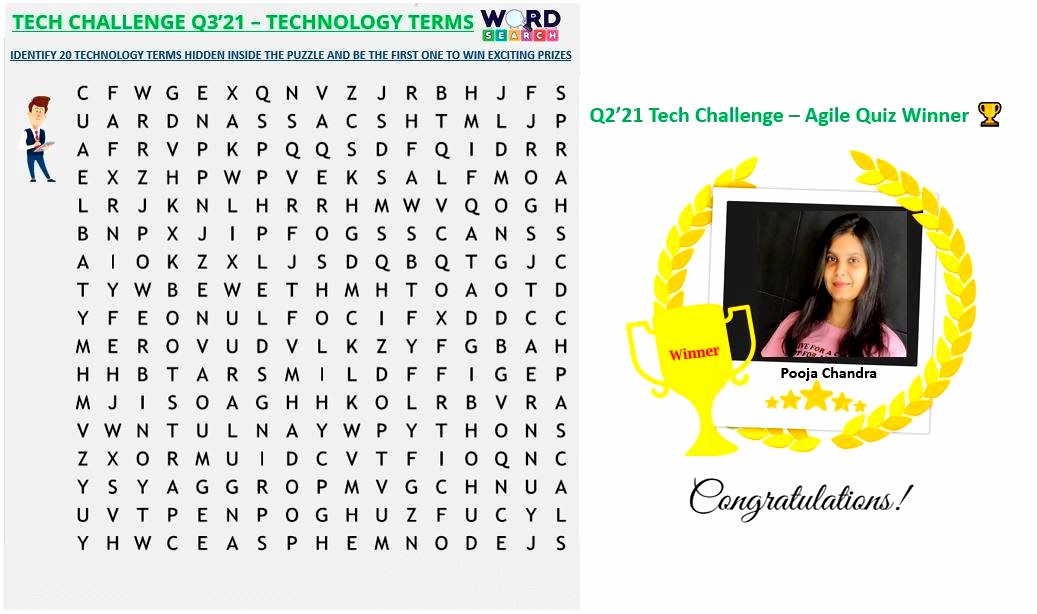 TECH CHALLENGE Q3'21 – TECHNOLOGY TERMS
WORD
SEARCH
IDENTIFY 20 TECHNOLOGY TERMS HIDDEN INSIDE THE PUZZLE AND BE THE FIRST ONE TO WIN EXCITING PRIZES
C F W G E X Q N V Z J R B H J F S
U A R D N A S S A C S H T M L J P
A F R V P K P Q Q S D F Q I D R R
E X Z H P W P V E K S A L F M O A
L R J K N L H R R H M W V Q O G H
B N P X J I P F O G S S C A N S S
A I O K Z X L J S D Q B Q T G J C
T Y W B E W E T H M H T O A O T D
Y F E O N U L F O C I F X D D C C
M E R O V U D V L K Z Y F G B A H
H H B T A R S M I L D F F I G E P
M J I S O A G H H K O L R B V R A
V W N T U L N A Y W P Y T H O N S
Z X O R M U I D C V T F I O Q N C
Y S Y A G G R O P M V G C H N U A
U V T P E N P O G H U Z F U C Y L
Y H W C E A S P H E M N O D E J S
Q2'21 Tech Challenge – Agile Quiz Winner
Winner
Pooja Chandra
Congratulations!